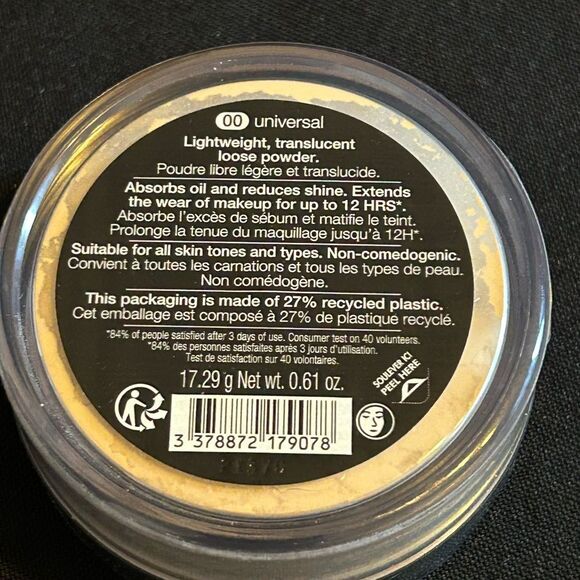 00 universal
Lightweight, translucent
loose powder.
Poudre libre légère et translucide.
Absorbs oil and reduces shine. Extends
the wear of makeup for up to 12 HRS*.
Absorbe l'excès de sébum et matifie le teint.
Prolonge la tenue du maquillage jusqu'à 12H*.
Suitable for all skin tones and types. Non-comedogenic.
Convient à toutes les carnations et tous les types de peau.
Non comédogène.
This packaging is made of 27% recycled plastic.
Cet emballage est composé à 27% de plastique recyclé.
*84% of people satisfied after 3 days of use. Consumer test on 40 volunteers.
*84% des personnes satisfaites après 3 jours d'utilisation.
Test de satisfaction sur 40 volontaires.
SOULEVER ICI
PEEL HERE
17.29 g Net wt. 0.61 oz.
3 378872 179078